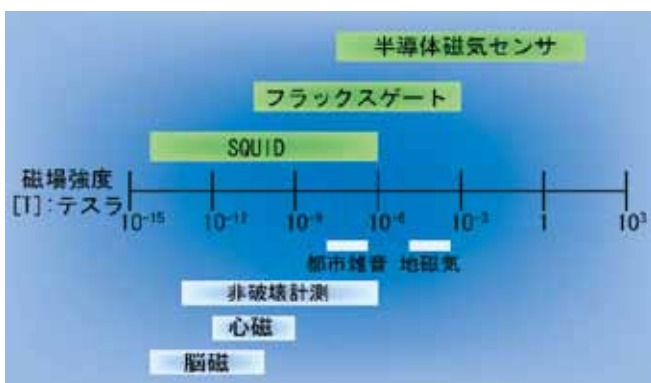 半導体磁気センサ
フラックスゲート
SQUID
磁場強度
[T]:テスラ
10⁻¹⁵ 10⁻¹² 10⁻⁹ 10⁻⁶ 10⁻³ 1 10³
都市雑音 地磁気
非破壊計測
心磁
脳磁